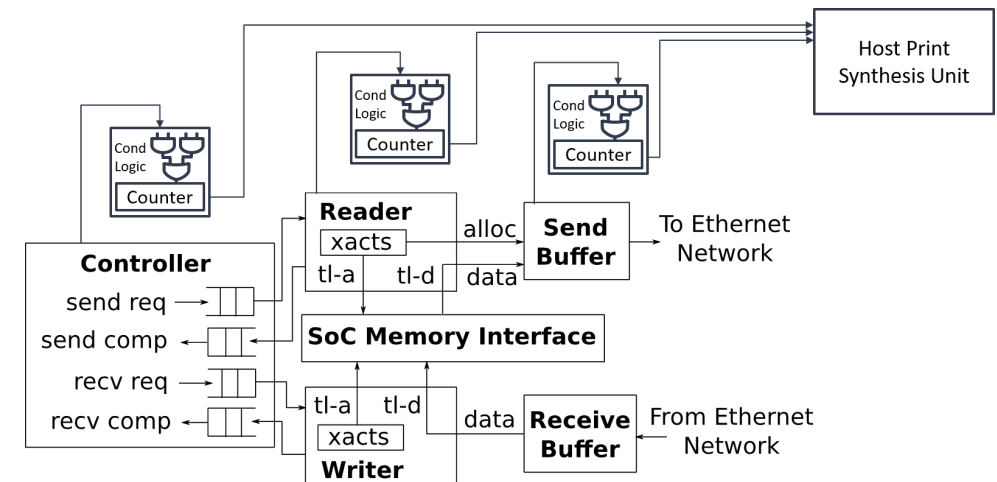 Host Print
Synthesis Unit
Cond
Logic
Counter
Cond
Logic
Counter
Cond
Logic
Counter
Reader
xacts
tl-a
tl-d
alloc
data
Send
Buffer
To Ethernet
Network
Controller
send req
send comp
recv req
recv comp
SoC Memory Interface
tl-a
tl-d
xacts
Writer
data
Receive
Buffer
From Ethernet
Network